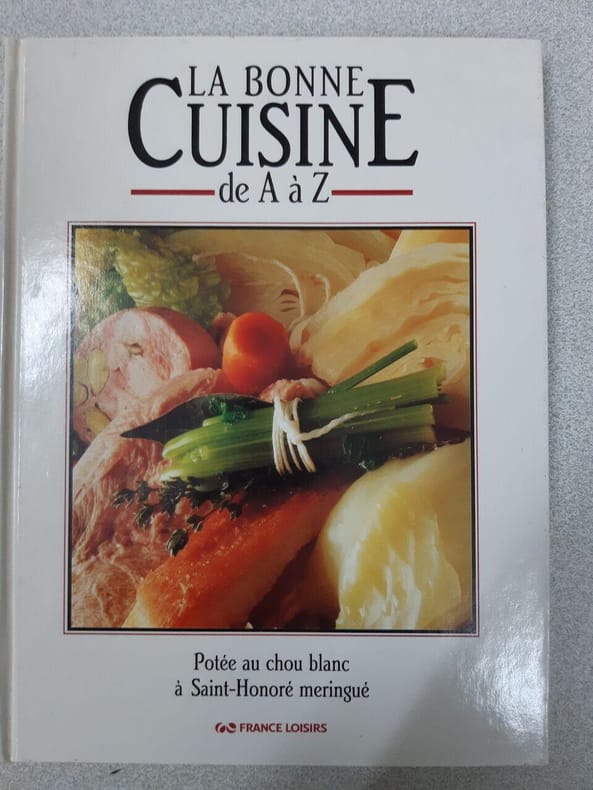 LA BONNE
CUISINE
de A à Z
Potée au chou blanc
à Saint-Honoré meringué
FRANCE LOISIRS